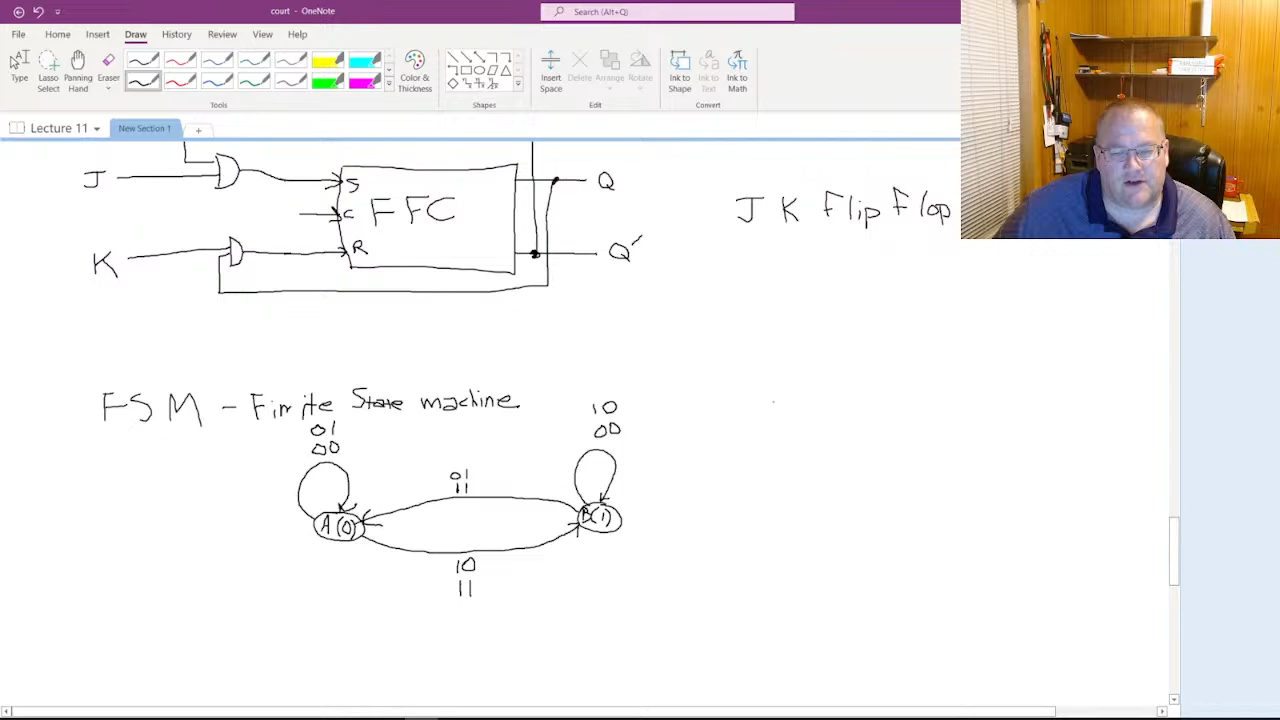 court - OneNote
Search (Alt+Q)
File Home Insert Draw History Review View Help
Type
Lasso Select
Panning Hand
Eraser
Color & Thickness
Insert Space
Delete
Arrange
Rotate
Ink to Shape
Ink to Text
Ink to Math
Tools
Shapes
Edit
Convert
Lecture 11
New Section 1
+
J
S
Q
C
FFC
JK Flip Flop
K
R
Q'
FSM - Finite State machine
01
00
10
00
01
11
A(0)
B(1)
10
11